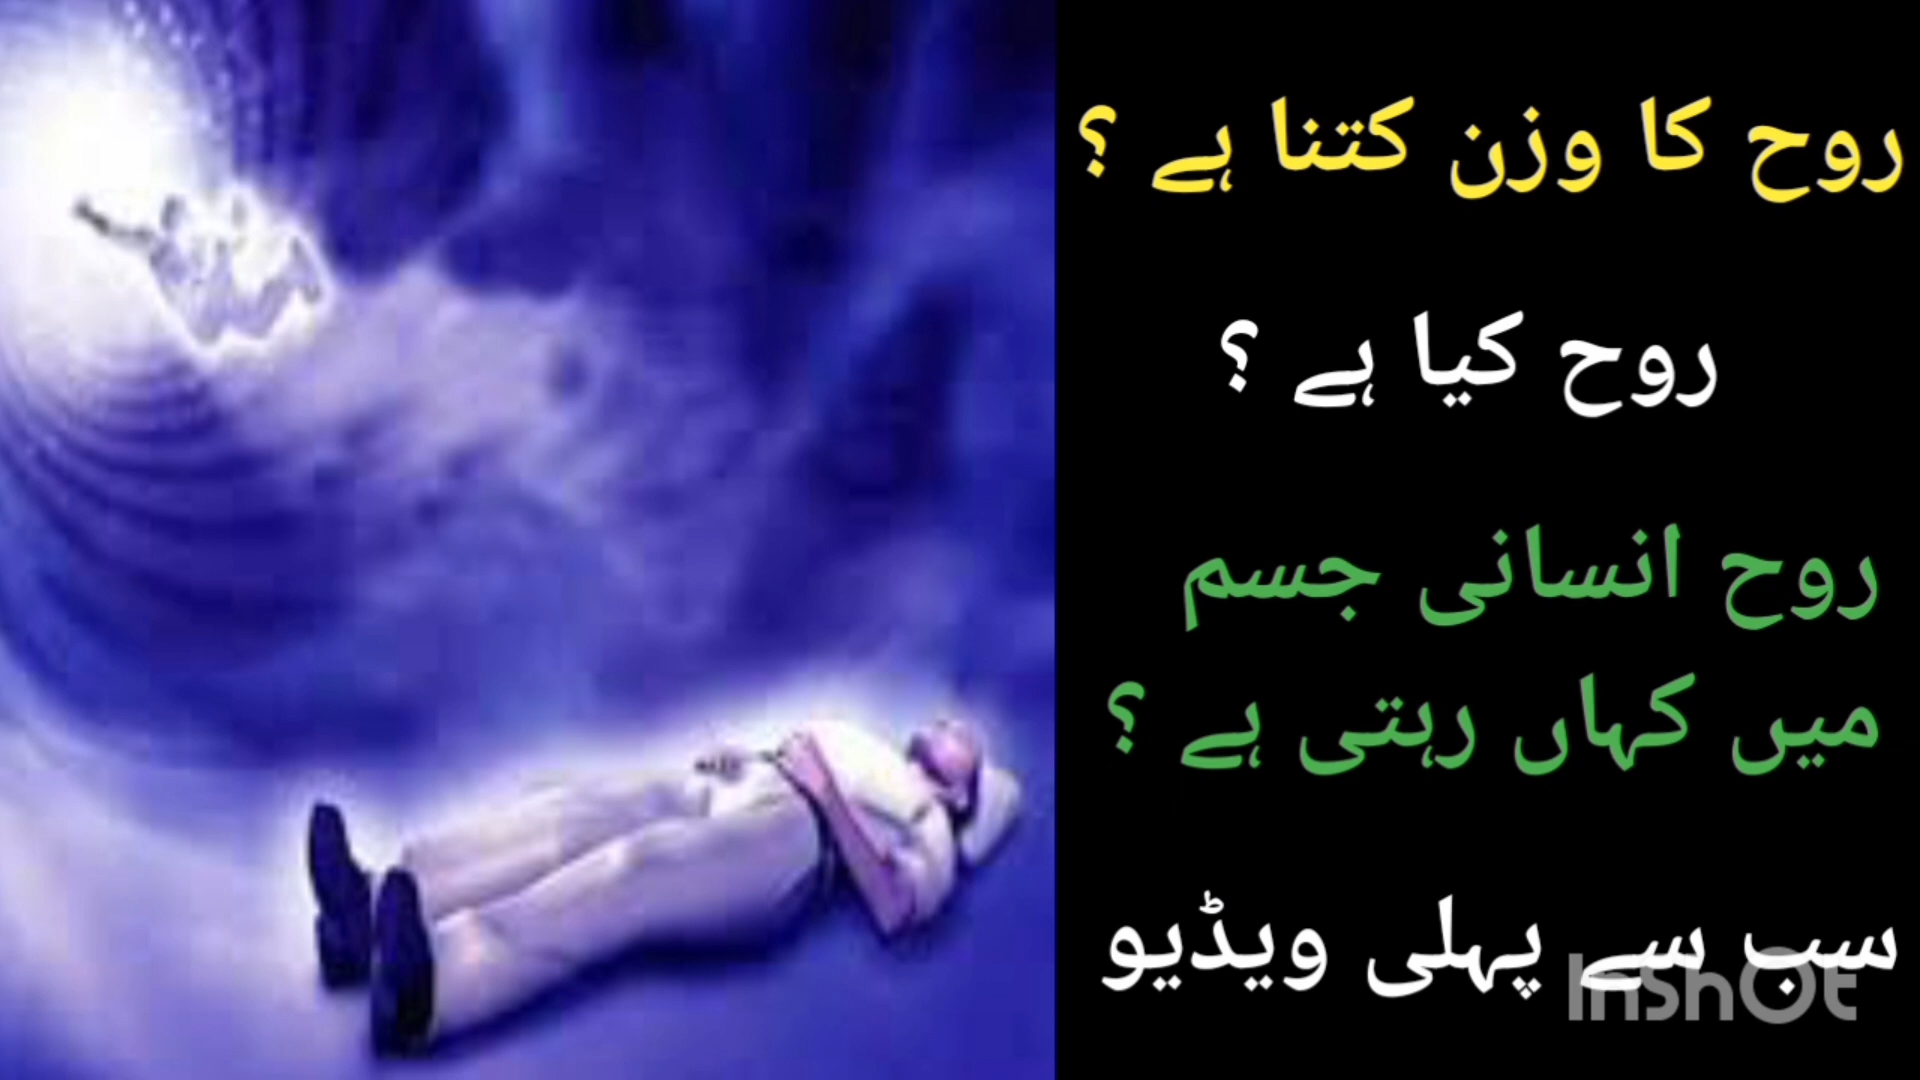 روح کا وزن کتنا ہے ؟
روح کیا ہے ؟
روح انسانی جسم
میں کہاں رہتی ہے ؟
سب سے پہلی ویڈیو
InShOt